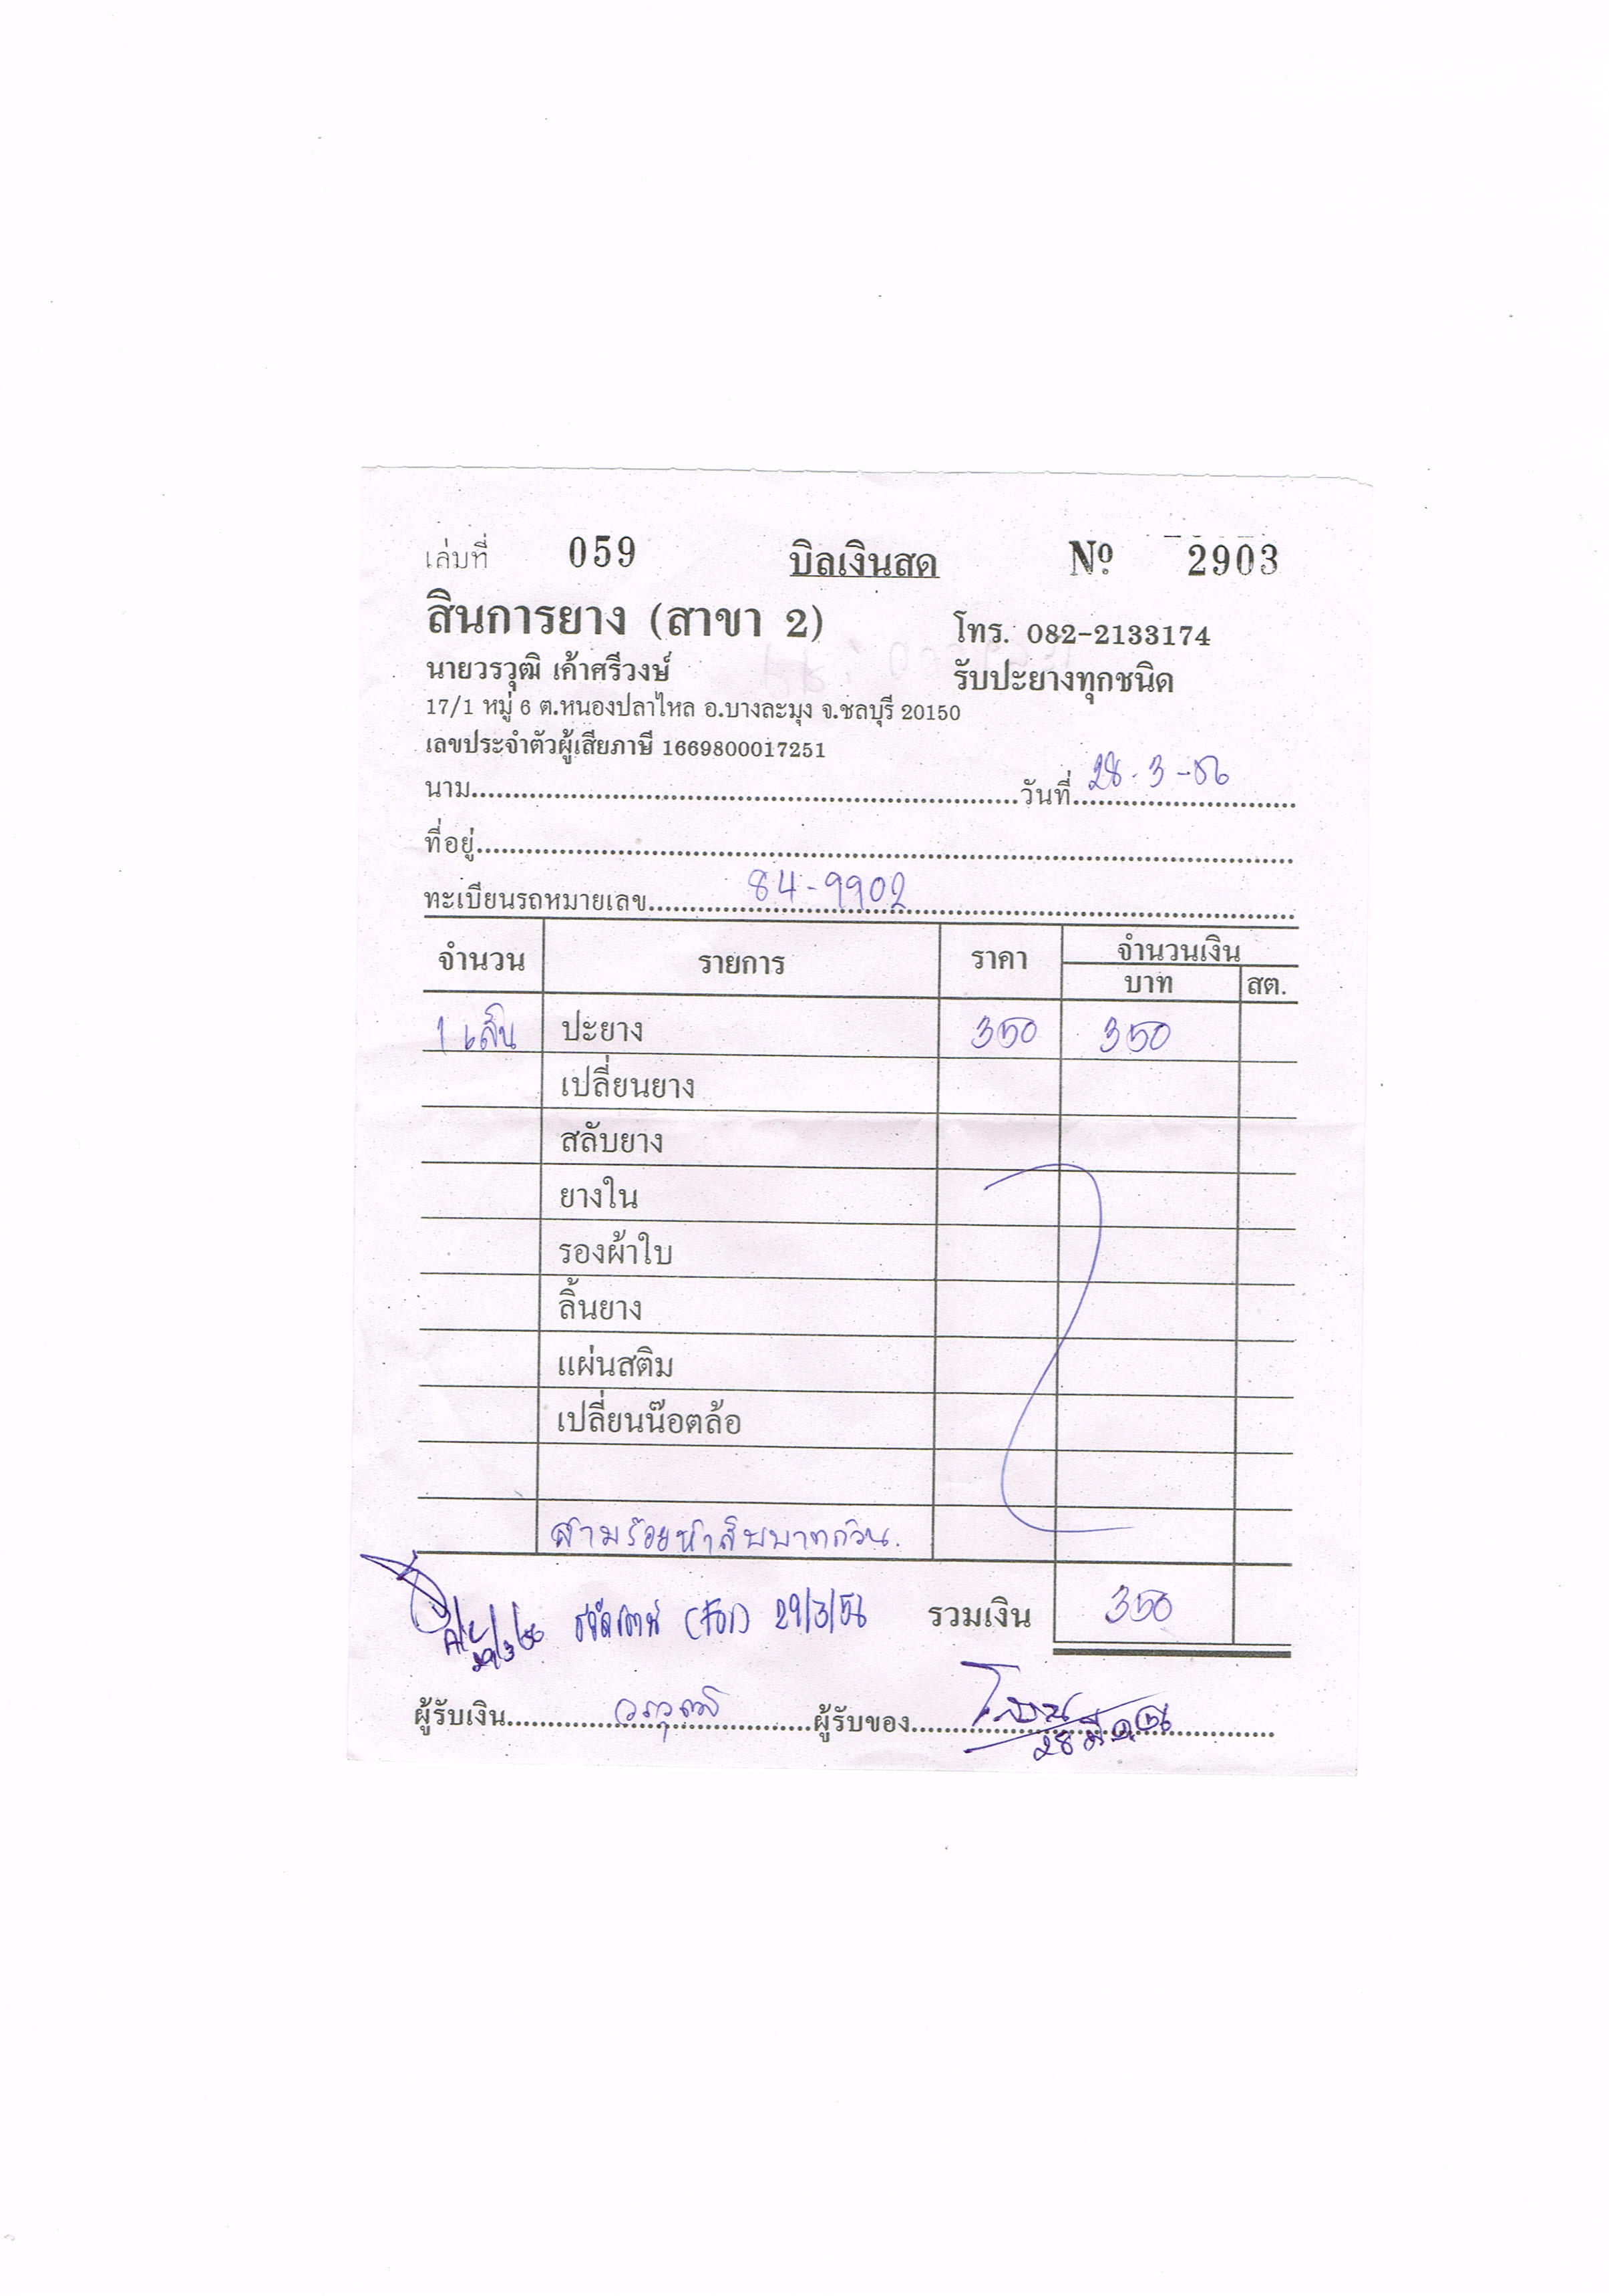 เล่มที่ 059 บิลเงินสด Nº 2903
สินการยาง (สาขา 2) โทร. 082-2133174
นายวรวุฒิ เค้าศรีวงษ์ รับปะยางทุกชนิด
17/1 หมู่ 6 ต.หนองปลาไหล อ.บางละมุง จ.ชลบุรี 20150
เลขประจำตัวผู้เสียภาษี 1669800017251
นาม วันที่ 28-3-56
ที่อยู่
ทะเบียนรถหมายเลข 84-9902
จำนวน รายการ ราคา จำนวนเงิน
บาท สต.
1 เส้น ปะยาง 350 350
เปลี่ยนยาง
สลับยาง
ยางใน
รองผ้าใบ
ลิ้นยาง
แผ่นสติม
เปลี่ยนน๊อตล้อ
สามร้อยห้าสิบบาทถ้วน.
29/3/56 รวมเงิน 350
ผู้รับเงิน วรวุฒิ ผู้รับของ